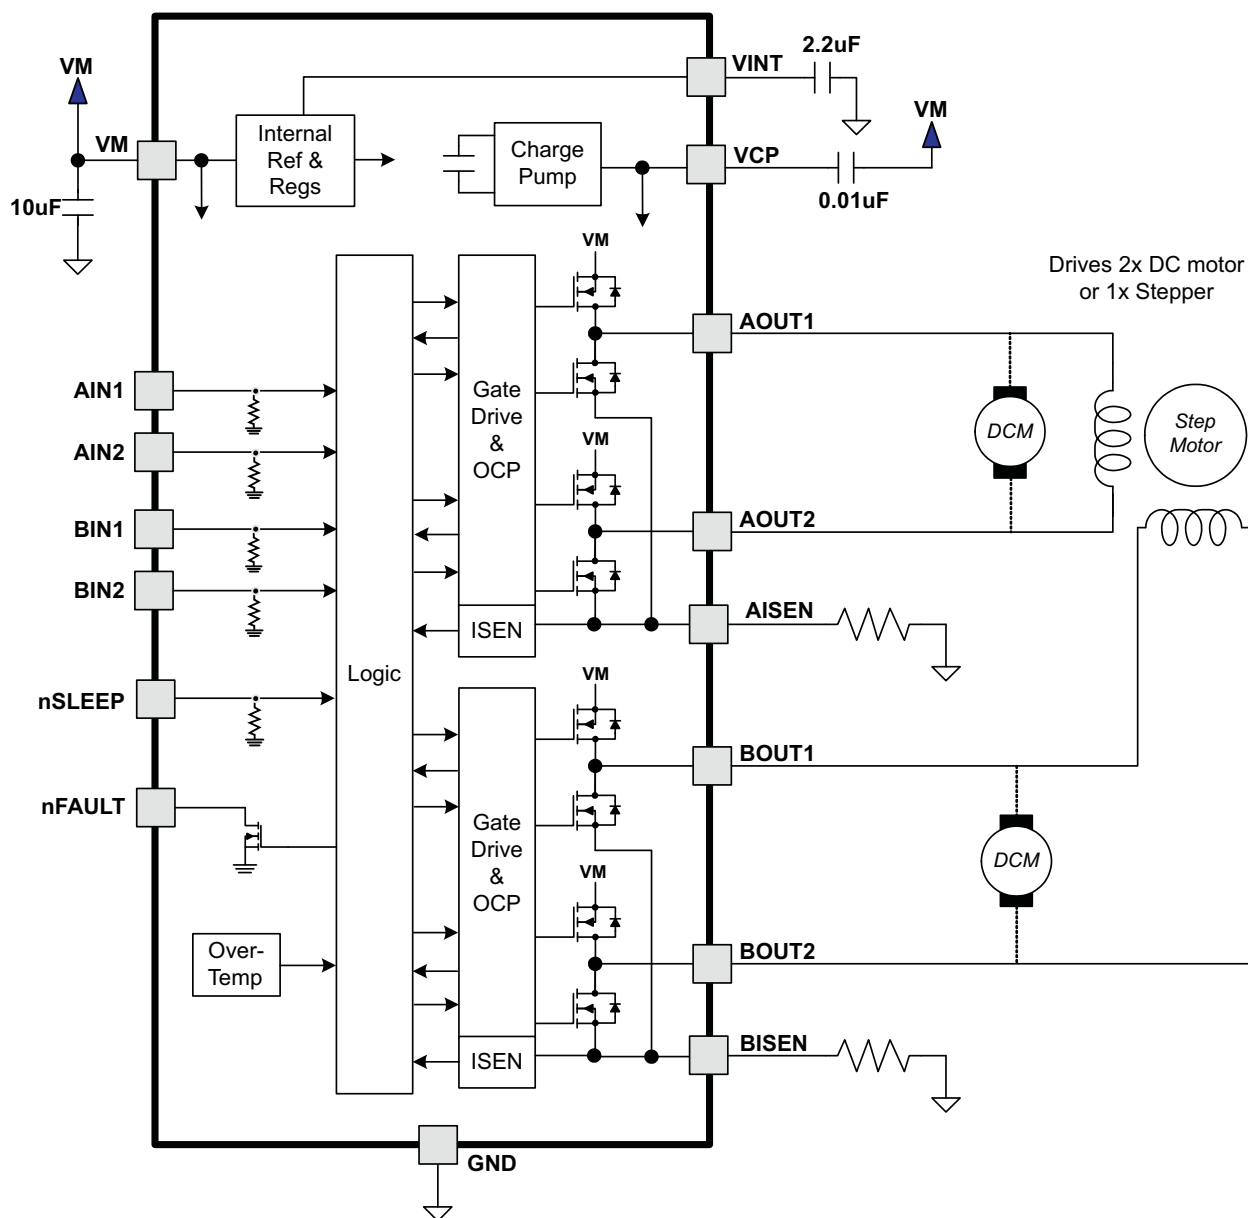 VM
VM
10uF
Internal
Ref &
Regs
Charge
Pump
VINT
2.2uF
VCP
0.01uF
VM
Drives 2x DC motor
or 1x Stepper
AIN1
AIN2
BIN1
BIN2
nSLEEP
nFAULT
Over-
Temp
Logic
Gate
Drive
&
OCP
ISEN
VM
VM
AOUT1
AOUT2
AISEN
DCM
Step
Motor
Gate
Drive
&
OCP
ISEN
VM
VM
BOUT1
BOUT2
BISEN
DCM
GND